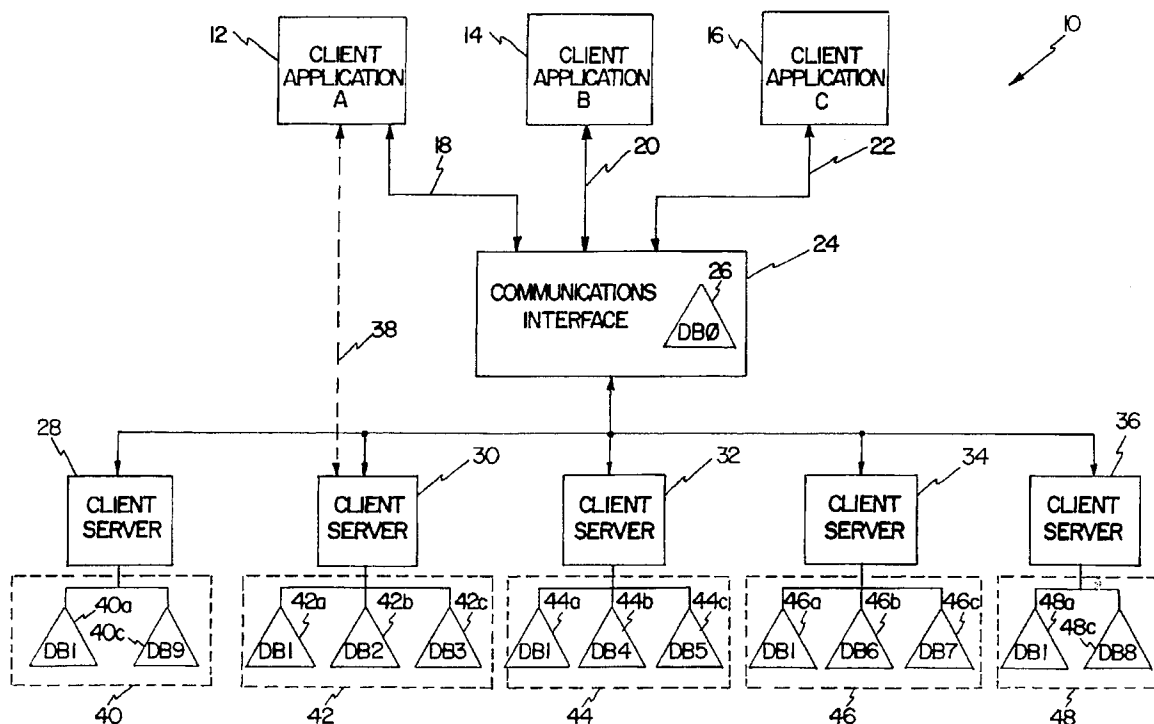 12
14
16
10
CLIENT
APPLICATION
A
CLIENT
APPLICATION
B
CLIENT
APPLICATION
C
18
20
22
24
26
COMMUNICATIONS
INTERFACE
DBØ
38
28
30
32
34
36
CLIENT
SERVER
CLIENT
SERVER
CLIENT
SERVER
CLIENT
SERVER
CLIENT
SERVER
40a
40c
DB1
DB9
42a
42b
42c
DB1
DB2
DB3
44a
44b
44c
DB1
DB4
DB5
46a
46b
46c
DB1
DB6
DB7
48a
48c
DB1
DB8
40
42
44
46
48